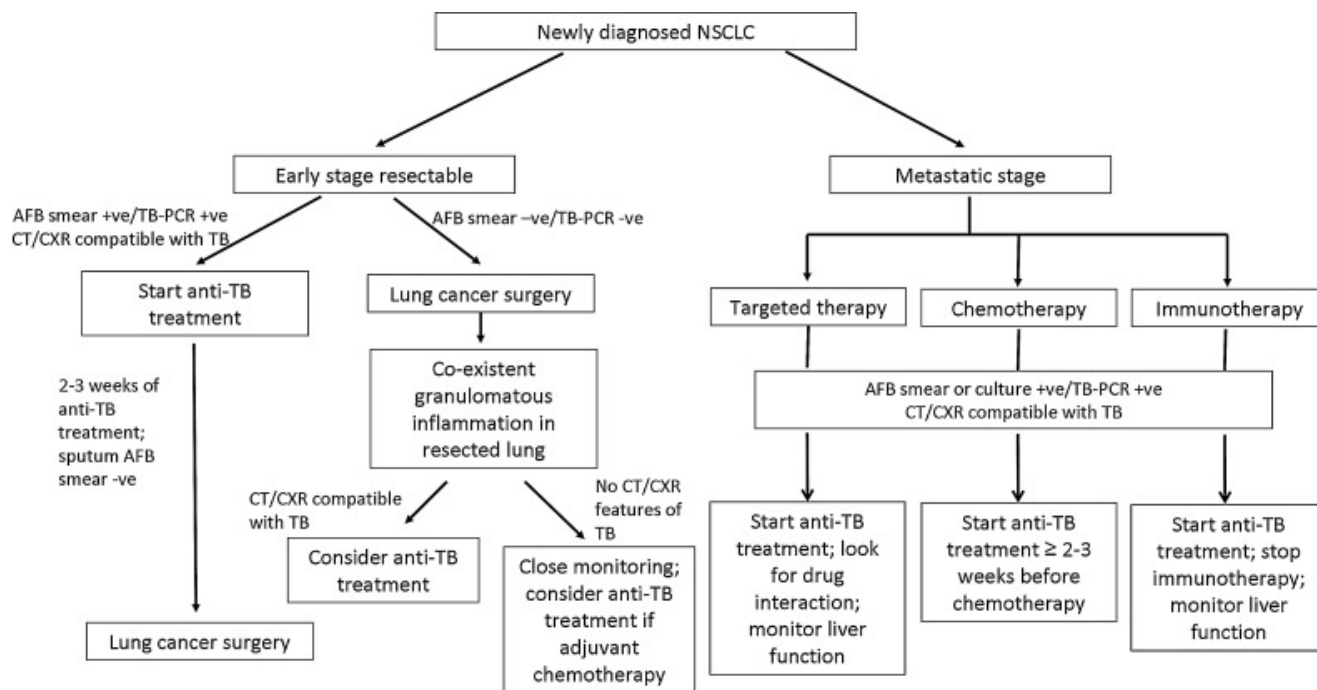 Newly diagnosed NSCLC
Early stage resectable
Metastatic stage
AFB smear +ve/TB-PCR +ve
CT/CXR compatible with TB
AFB smear –ve/TB-PCR -ve
Start anti-TB
treatment
Lung cancer surgery
Targeted therapy
Chemotherapy
Immunotherapy
2-3 weeks of
anti-TB
treatment;
sputum AFB
smear -ve
Co-existent
granulomatous
inflammation in
resected lung
AFB smear or culture +ve/TB-PCR +ve
CT/CXR compatible with TB
CT/CXR compatible
with TB
No CT/CXR
features of
TB
Consider anti-TB
treatment
Close monitoring;
consider anti-TB
treatment if
adjuvant
chemotherapy
Lung cancer surgery
Start anti-TB
treatment; look
for drug
interaction;
monitor liver
function
Start anti-TB
treatment ≥ 2-3
weeks before
chemotherapy
Start anti-TB
treatment; stop
immunotherapy;
monitor liver
function